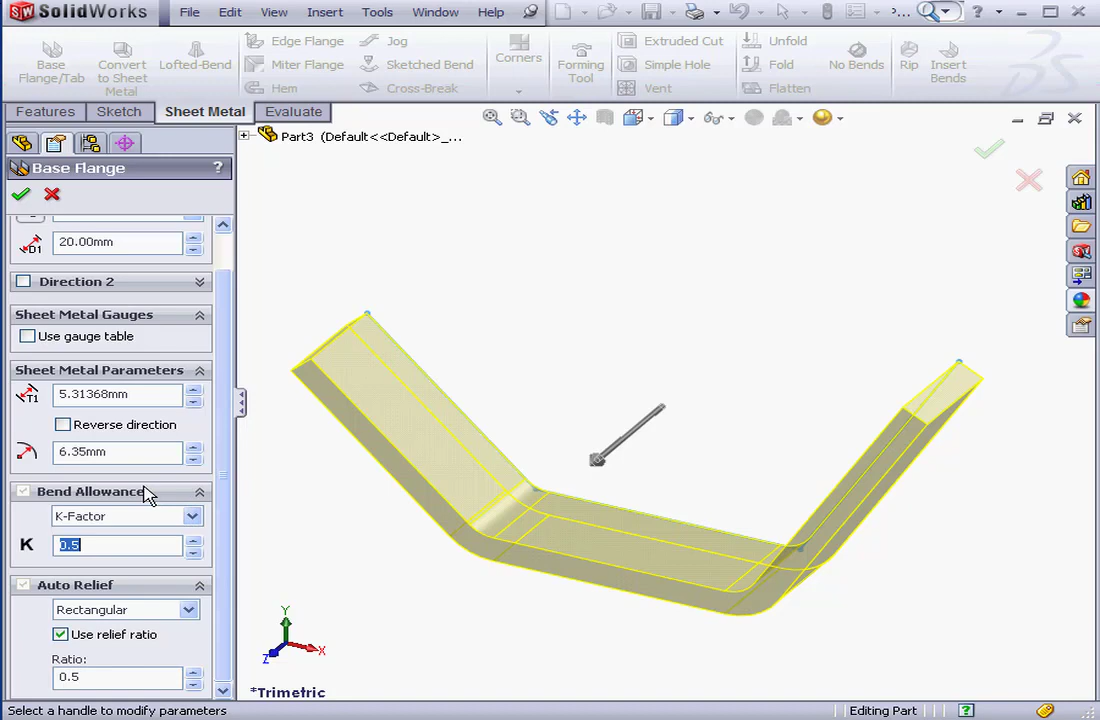 SolidWorks File Edit View Insert Tools Window Help ?
Base Flange/Tab
Convert to Sheet Metal
Lofted-Bend
Edge Flange
Miter Flange
Hem
Jog
Sketched Bend
Cross-Break
Corners
Forming Tool
Extruded Cut
Simple Hole
Vent
Unfold
Fold
Flatten
No Bends
Rip
Insert Bends
Features Sketch Sheet Metal Evaluate
Part3 (Default<<Default>_...
Base Flange ?
D1 20.00mm
Direction 2
Sheet Metal Gauges
Use gauge table
Sheet Metal Parameters
T1 5.31368mm
Reverse direction
6.35mm
Bend Allowance
K-Factor
K 0.5
Auto Relief
Rectangular
Use relief ratio
Ratio:
0.5
Y
X
Z
*Trimetric
Select a handle to modify parameters
Editing Part
?